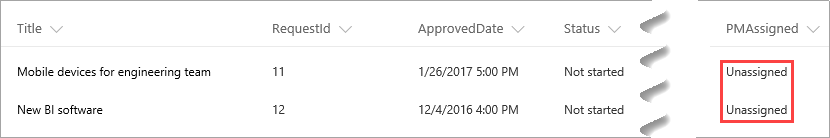 Title RequestId ApprovedDate Status PMAssigned
Mobile devices for engineering team 11 1/26/2017 5:00 PM Not started Unassigned
New BI software 12 12/4/2016 4:00 PM Not started Unassigned